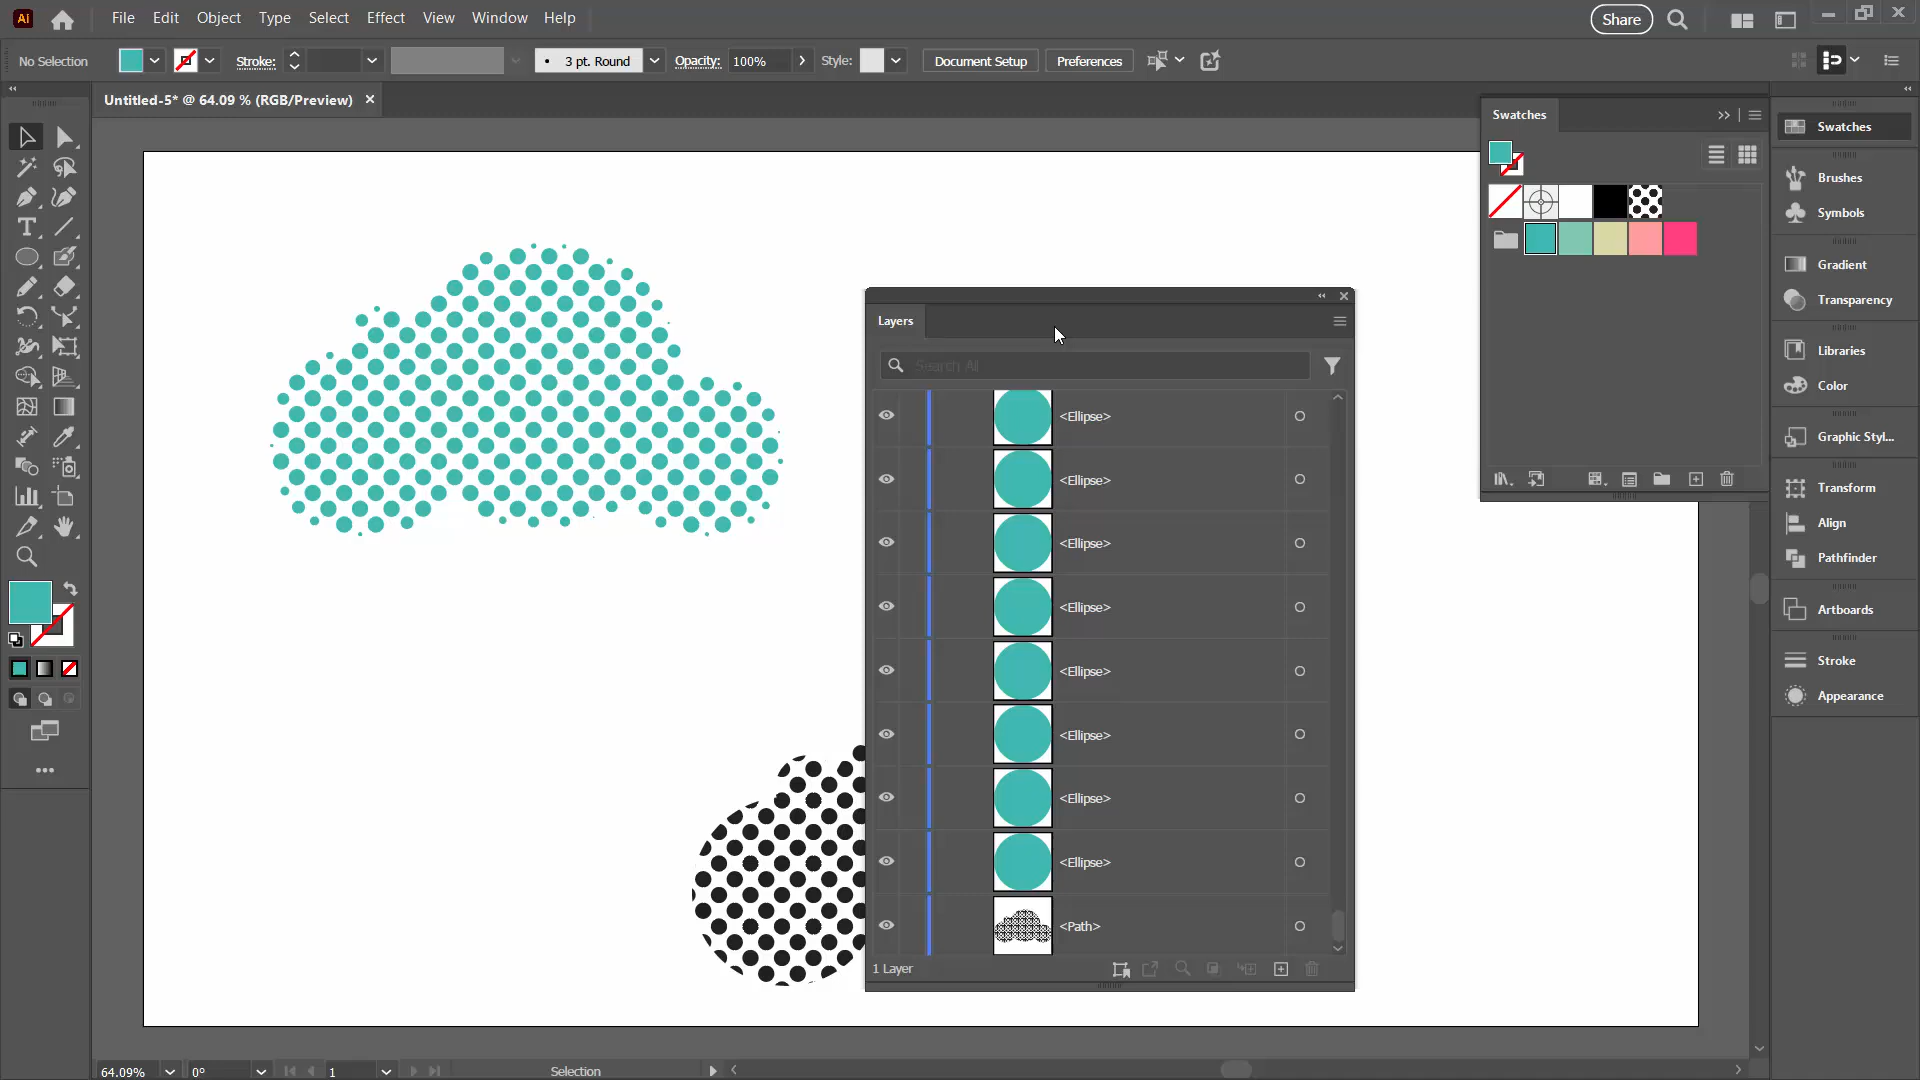 Ai File Edit Object Type Select Effect View Window Help Share
No Selection Stroke: 3 pt. Round Opacity: 100% Style: Document Setup Preferences
Untitled-5* @ 64.09 % (RGB/Preview)
Swatches
Layers
Search All
<Ellipse>
<Ellipse>
<Ellipse>
<Ellipse>
<Ellipse>
<Ellipse>
<Ellipse>
<Ellipse>
<Path>
1 Layer
Swatches
Brushes
Symbols
Gradient
Transparency
Libraries
Color
Graphic Styl...
Transform
Align
Pathfinder
Artboards
Stroke
Appearance
64.09% 0° 1 Selection